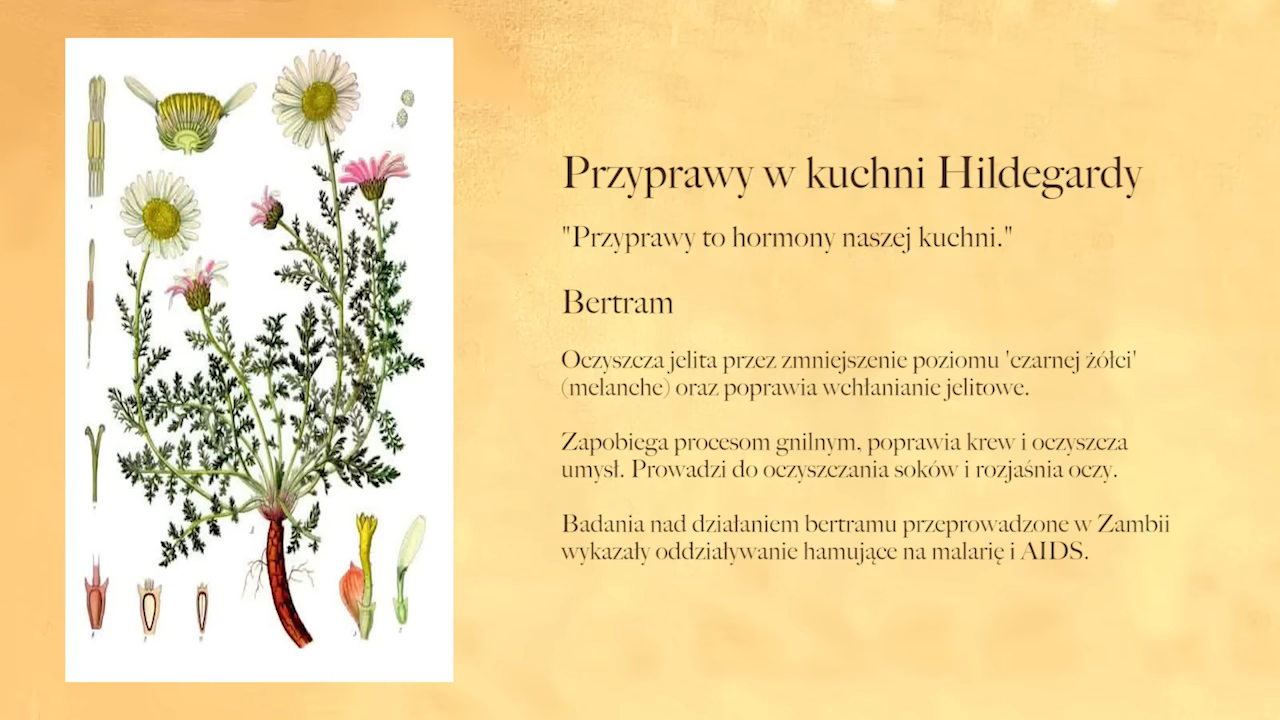 Przyprawy w kuchni Hildegardy
"Przyprawy to hormony naszej kuchni."
Bertram
Oczyszcza jelita przez zmniejszenie poziomu 'czarnej żółci'
(melanche) oraz poprawia wchłanianie jelitowe.
Zapobiega procesom gnilnym, poprawia krew i oczyszcza
umysł. Prowadzi do oczyszczania soków i rozjaśnia oczy.
Badania nad działaniem bertramu przeprowadzone w Zambii
wykazały oddziaływanie hamujące na malarię i AIDS.